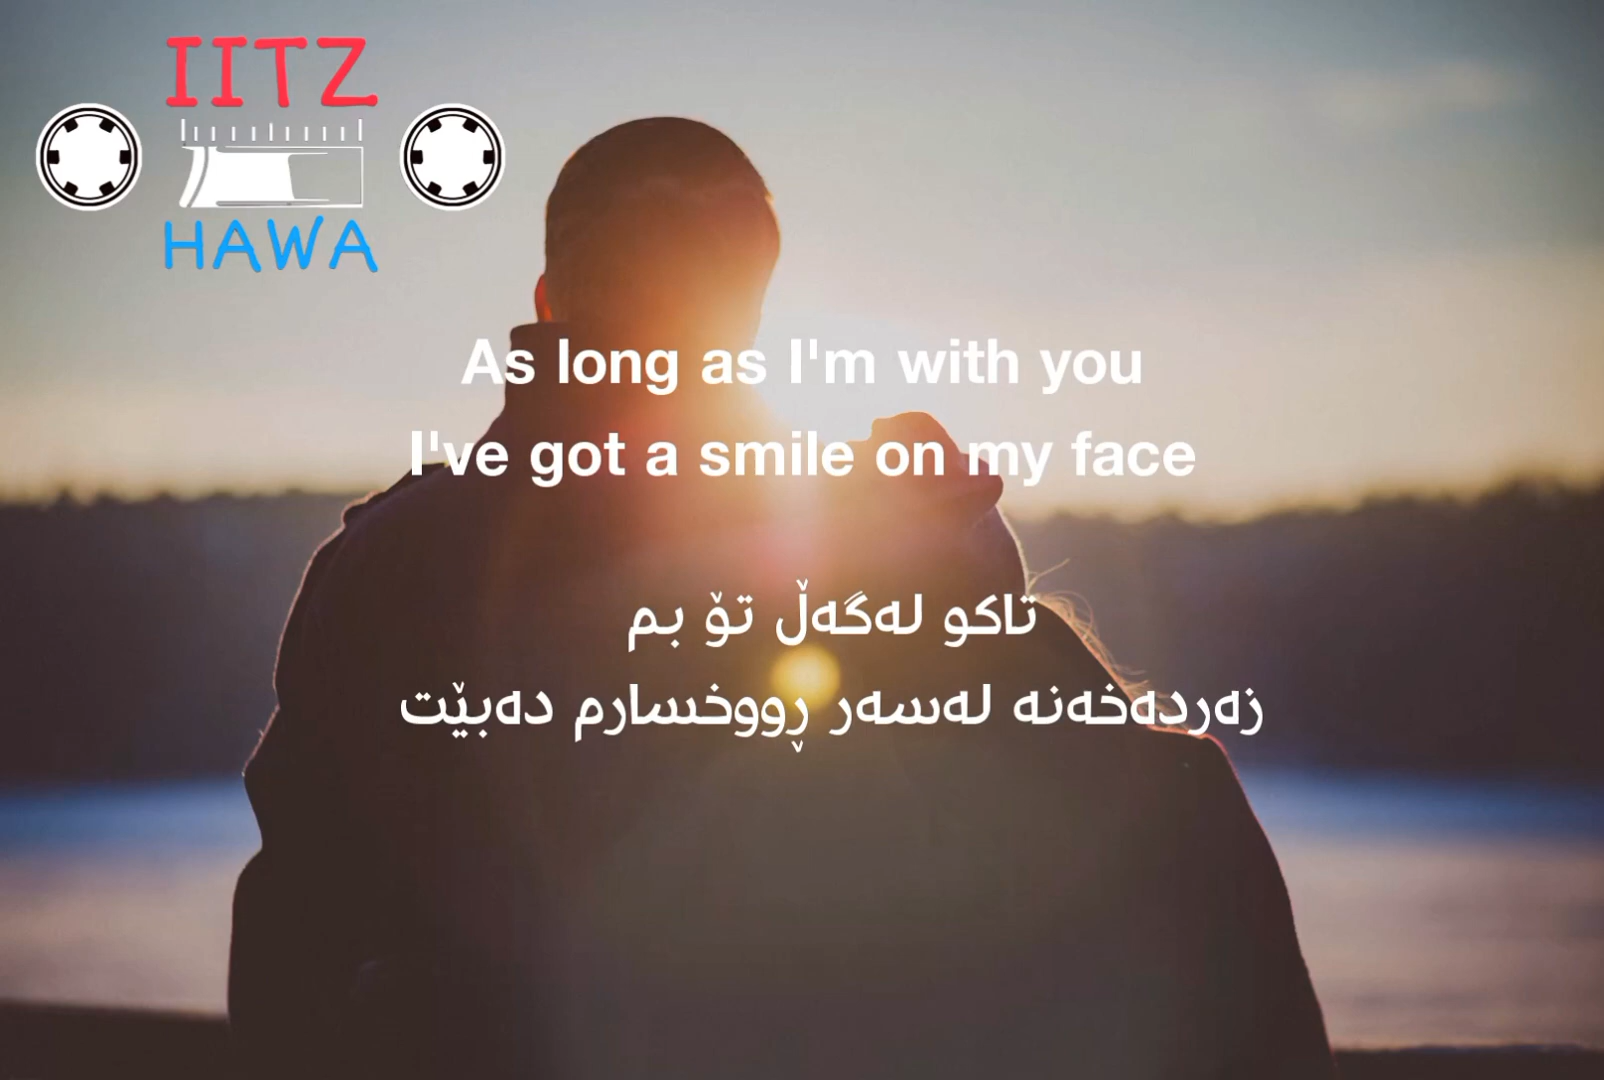 IITZ
HAWA
As long as I'm with you
I've got a smile on my face
تاکو لەگەڵ تۆ بم
زەردەخەنە لەسەر ڕووخسارم دەبێت